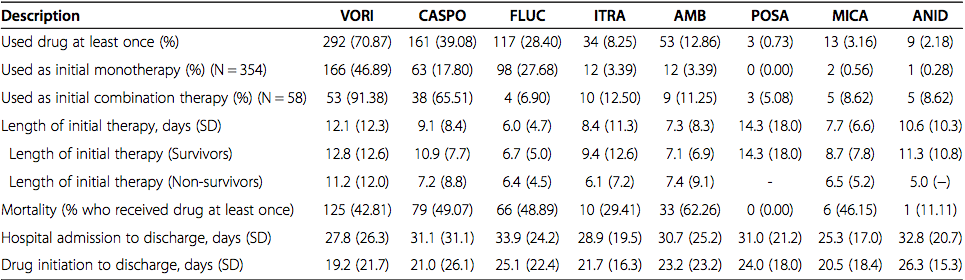 Description VORI CASPO FLUC ITRA AMB POSA MICA ANID
Used drug at least once (%) 292 (70.87) 161 (39.08) 117 (28.40) 34 (8.25) 53 (12.86) 3 (0.73) 13 (3.16) 9 (2.18)
Used as initial monotherapy (%) (N = 354) 166 (46.89) 63 (17.80) 98 (27.68) 12 (3.39) 12 (3.39) 0 (0.00) 2 (0.56) 1 (0.28)
Used as initial combination therapy (%) (N = 58) 53 (91.38) 38 (65.51) 4 (6.90) 10 (12.50) 9 (11.25) 3 (5.08) 5 (8.62) 5 (8.62)
Length of initial therapy, days (SD) 12.1 (12.3) 9.1 (8.4) 6.0 (4.7) 8.4 (11.3) 7.3 (8.3) 14.3 (18.0) 7.7 (6.6) 10.6 (10.3)
Length of initial therapy (Survivors) 12.8 (12.6) 10.9 (7.7) 6.7 (5.0) 9.4 (12.6) 7.1 (6.9) 14.3 (18.0) 8.7 (7.8) 11.3 (10.8)
Length of initial therapy (Non-survivors) 11.2 (12.0) 7.2 (8.8) 6.4 (4.5) 6.1 (7.2) 7.4 (9.1) - 6.5 (5.2) 5.0 (–)
Mortality (% who received drug at least once) 125 (42.81) 79 (49.07) 66 (48.89) 10 (29.41) 33 (62.26) 0 (0.00) 6 (46.15) 1 (11.11)
Hospital admission to discharge, days (SD) 27.8 (26.3) 31.1 (31.1) 33.9 (24.2) 28.9 (19.5) 30.7 (25.2) 31.0 (21.2) 25.3 (17.0) 32.8 (20.7)
Drug initiation to discharge, days (SD) 19.2 (21.7) 21.0 (26.1) 25.1 (22.4) 21.7 (16.3) 23.2 (23.2) 24.0 (18.0) 20.5 (18.4) 26.3 (15.3)